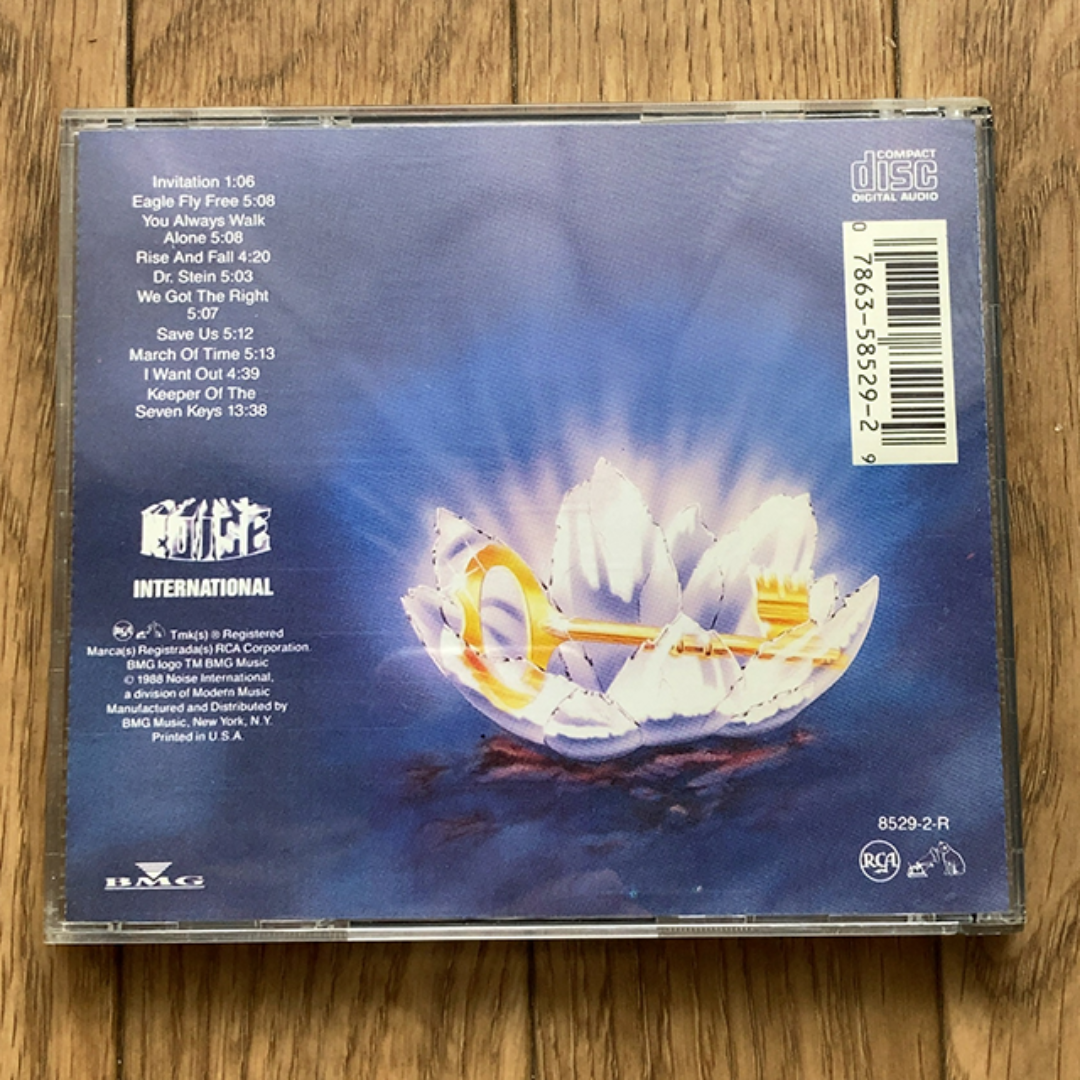 Invitation 1:06
Eagle Fly Free 5:08
You Always Walk
Alone 5:08
Rise And Fall 4:20
Dr. Stein 5:03
We Got The Right
5:07
Save Us 5:12
March Of Time 5:13
I Want Out 4:39
Keeper Of The
Seven Keys 13:38
COMPACT
disc
DIGITAL AUDIO
0 7863-58529-2 9
NOISE
INTERNATIONAL
RCA Tmk(s) ® Registered
Marca(s) Registrada(s) RCA Corporation.
BMG logo TM BMG Music
© 1988 Noise International,
a division of Modern Music
Manufactured and Distributed by
BMG Music, New York, N.Y.
Printed in U.S.A.
BMG
8529-2-R
RCA